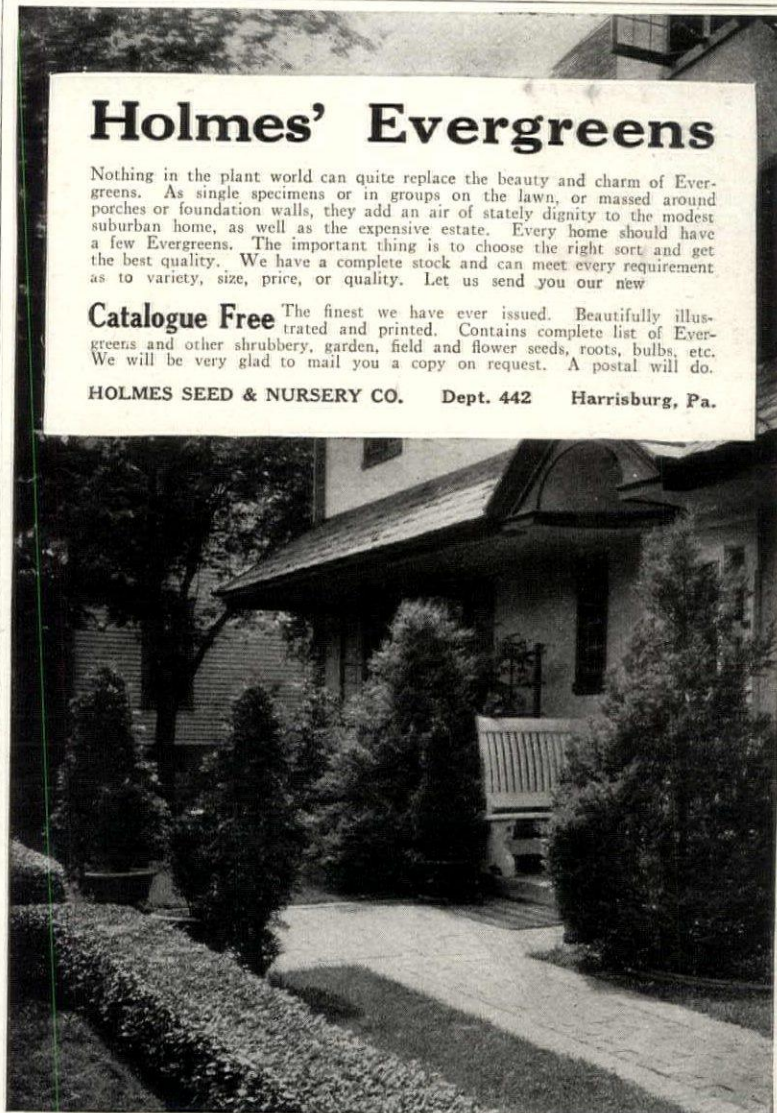 Holmes' Evergreens
Nothing in the plant world can quite replace the beauty and charm of Ever-
greens. As single specimens or in groups on the lawn, or massed around
porches or foundation walls, they add an air of stately dignity to the modest
suburban home, as well as the expensive estate. Every home should have
a few Evergreens. The important thing is to choose the right sort and get
the best quality. We have a complete stock and can meet every requirement
as to variety, size, price, or quality. Let us send you our new
Catalogue Free The finest we have ever issued. Beautifully illus-
trated and printed. Contains complete list of Ever-
greens and other shrubbery, garden, field and flower seeds, roots, bulbs, etc.
We will be very glad to mail you a copy on request. A postal will do.
HOLMES SEED & NURSERY CO. Dept. 442 Harrisburg, Pa.